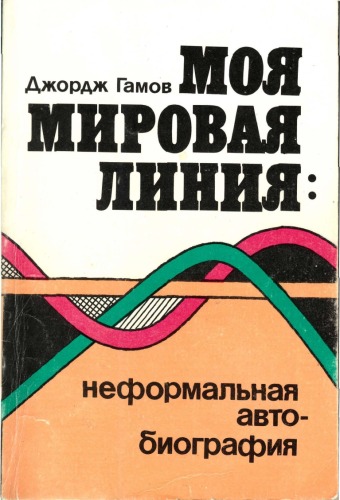 Джордж Гамов МОЯ
МИРОВАЯ
ЛИНИЯ:
неформальная
авто-
биография